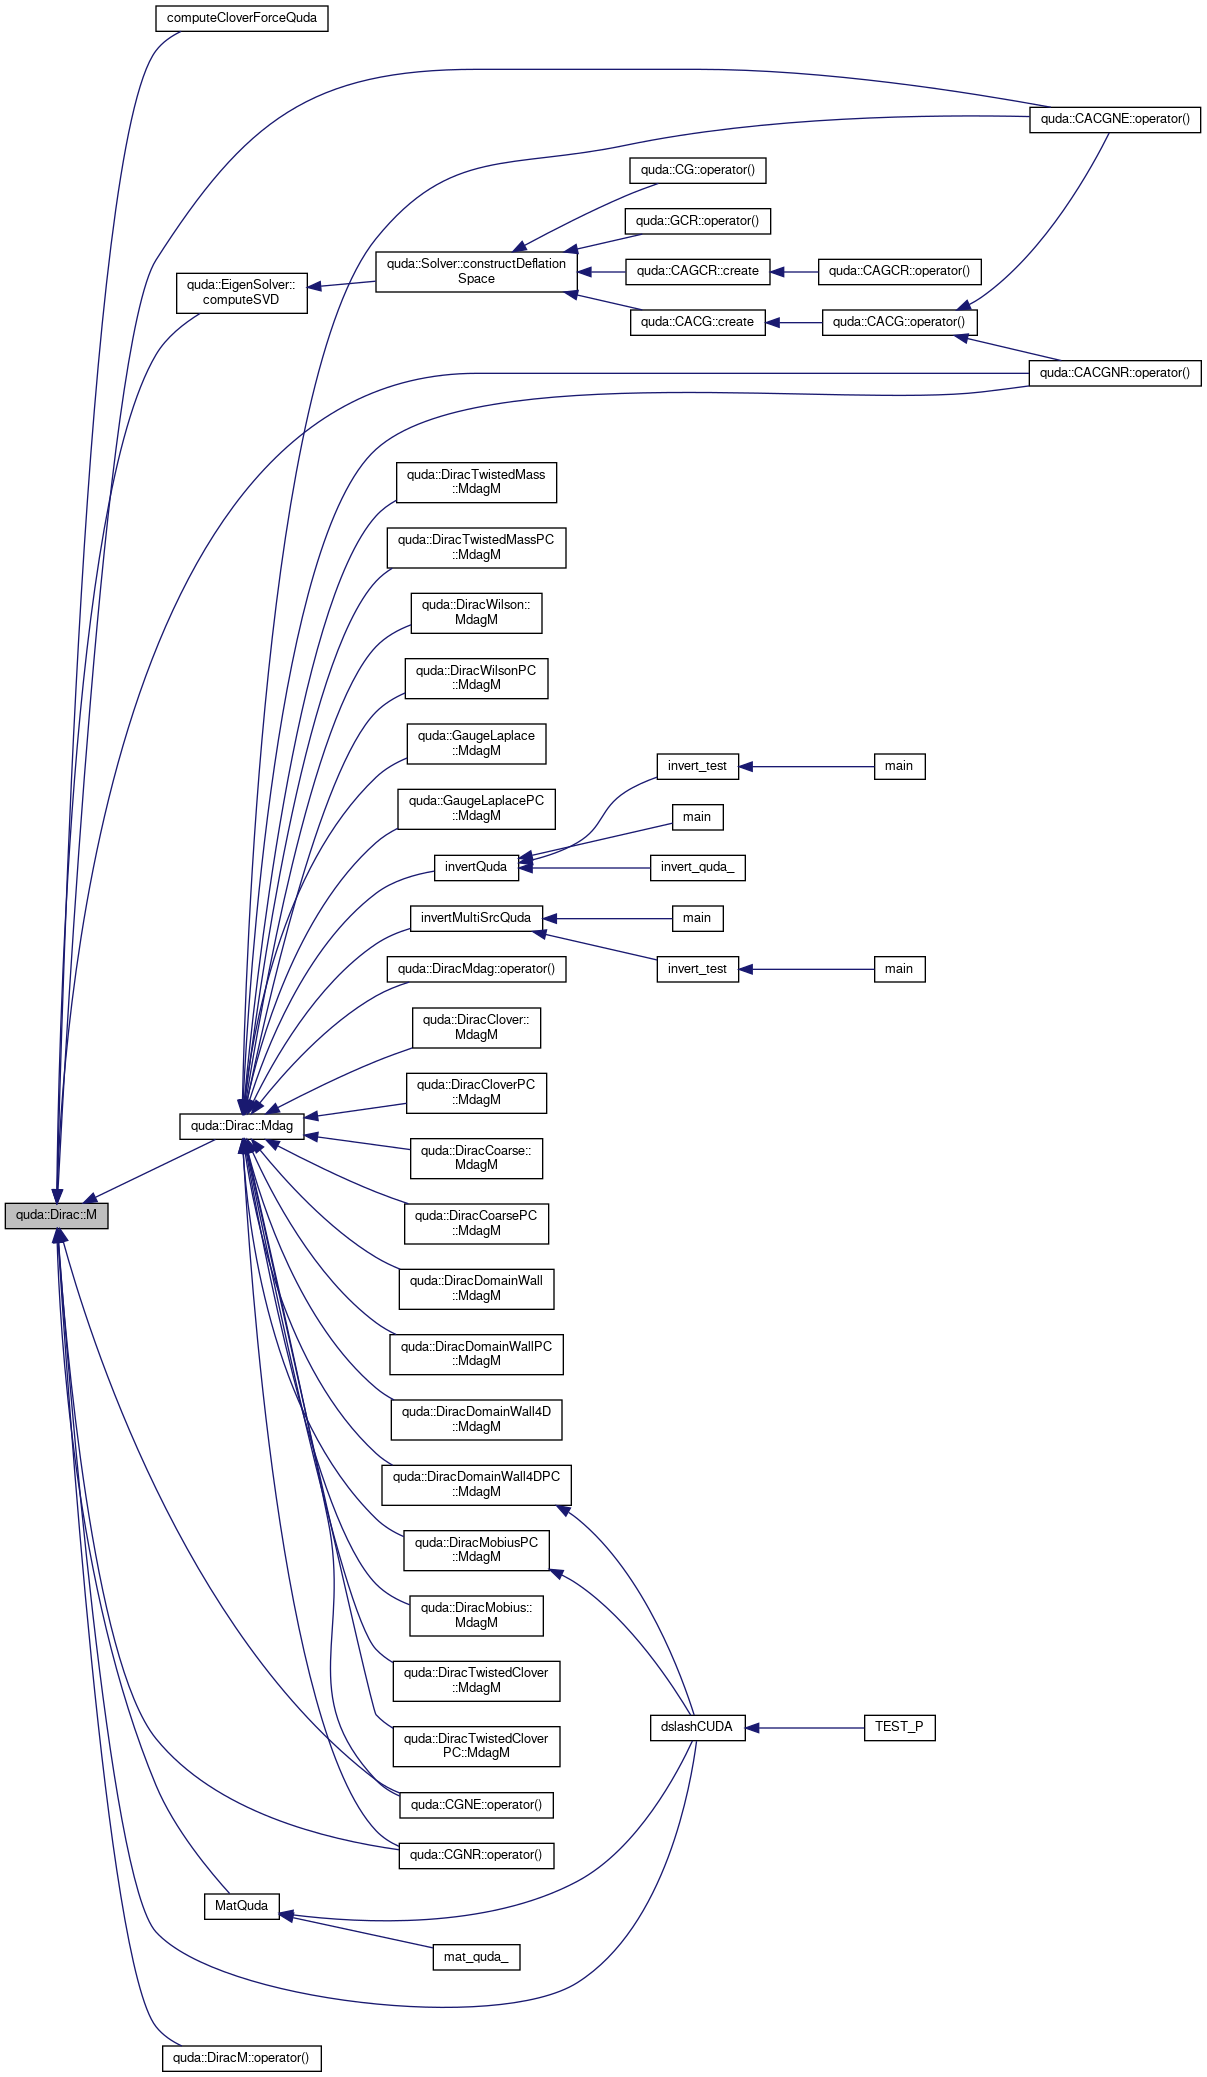 computeCloverForceQuda
quda::CACGNE::operator()
quda::CG::operator()
quda::GCR::operator()
quda::Solver::constructDeflation
Space
quda::CAGCR::create
quda::CAGCR::operator()
quda::EigenSolver::
computeSVD
quda::CACG::create
quda::CACG::operator()
quda::CACGNR::operator()
quda::DiracTwistedMass
::MdagM
quda::DiracTwistedMassPC
::MdagM
quda::DiracWilson::
MdagM
quda::DiracWilsonPC
::MdagM
quda::GaugeLaplace
::MdagM
invert_test
main
quda::GaugeLaplacePC
::MdagM
main
invertQuda
invert_quda_
invertMultiSrcQuda
main
quda::DiracMdag::operator()
invert_test
main
quda::DiracClover::
MdagM
quda::DiracCloverPC
::MdagM
quda::Dirac::Mdag
quda::DiracCoarse::
MdagM
quda::Dirac::M
quda::DiracCoarsePC
::MdagM
quda::DiracDomainWall
::MdagM
quda::DiracDomainWallPC
::MdagM
quda::DiracDomainWall4D
::MdagM
quda::DiracDomainWall4DPC
::MdagM
quda::DiracMobiusPC
::MdagM
quda::DiracMobius::
MdagM
quda::DiracTwistedClover
::MdagM
dslashCUDA
TEST_P
quda::DiracTwistedClover
PC::MdagM
quda::CGNE::operator()
quda::CGNR::operator()
MatQuda
mat_quda_
quda::DiracM::operator()